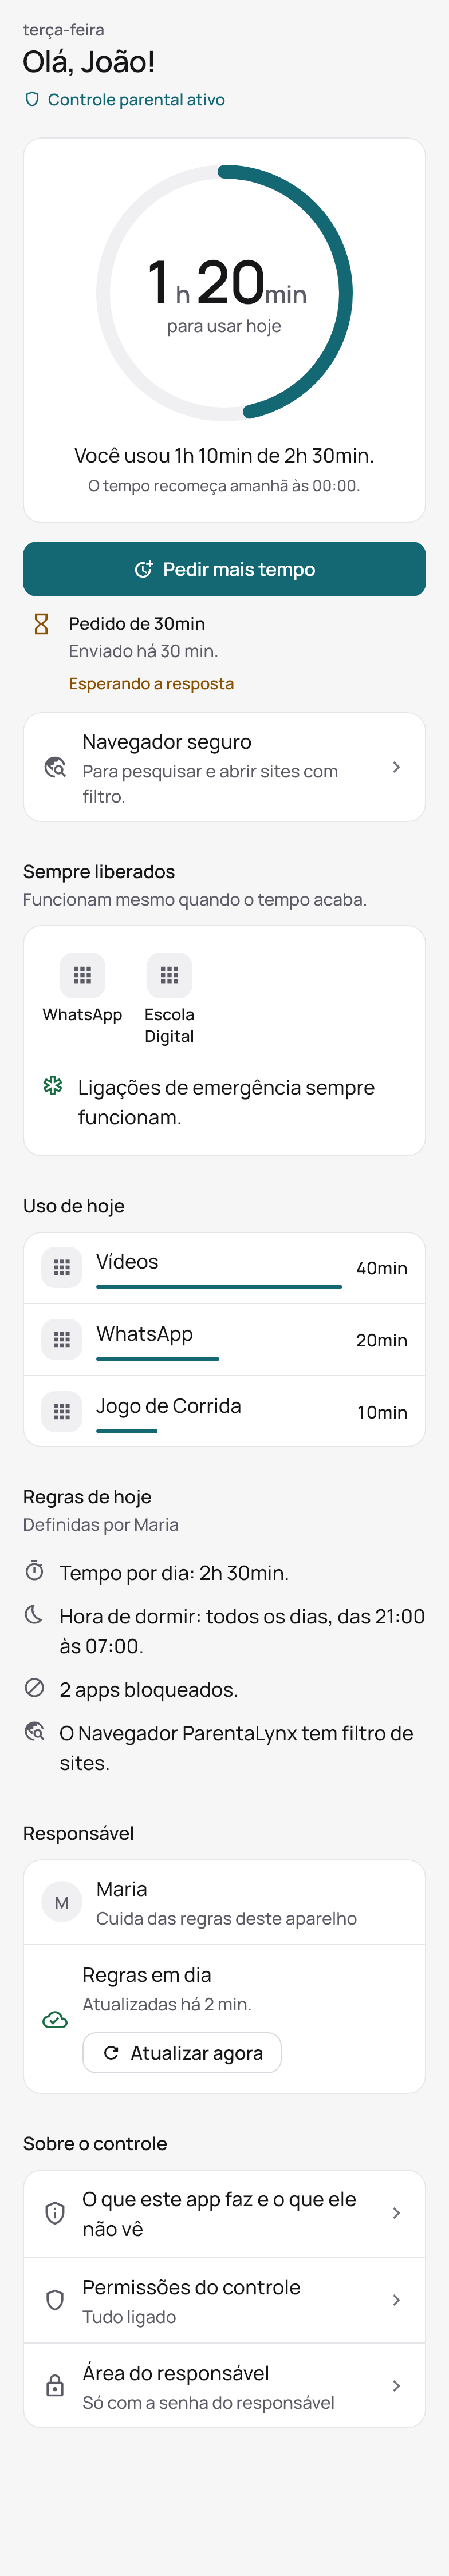 terça-feira
Olá, João!
Controle parental ativo
1 h 20min
para usar hoje
Você usou 1h 10min de 2h 30min.
O tempo recomeça amanhã às 00:00.
Pedir mais tempo
Pedido de 30min
Enviado há 30 min.
Esperando a resposta
Navegador seguro
Para pesquisar e abrir sites com
filtro.
Sempre liberados
Funcionam mesmo quando o tempo acaba.
WhatsApp
Escola
Digital
Ligações de emergência sempre
funcionam.
Uso de hoje
Vídeos
40min
WhatsApp
20min
Jogo de Corrida
10min
Regras de hoje
Definidas por Maria
Tempo por dia: 2h 30min.
Hora de dormir: todos os dias, das 21:00
às 07:00.
2 apps bloqueados.
O Navegador ParentaLynx tem filtro de
sites.
Responsável
M
Maria
Cuida das regras deste aparelho
Regras em dia
Atualizadas há 2 min.
Atualizar agora
Sobre o controle
O que este app faz e o que ele
não vê
Permissões do controle
Tudo ligado
Área do responsável
Só com a senha do responsável